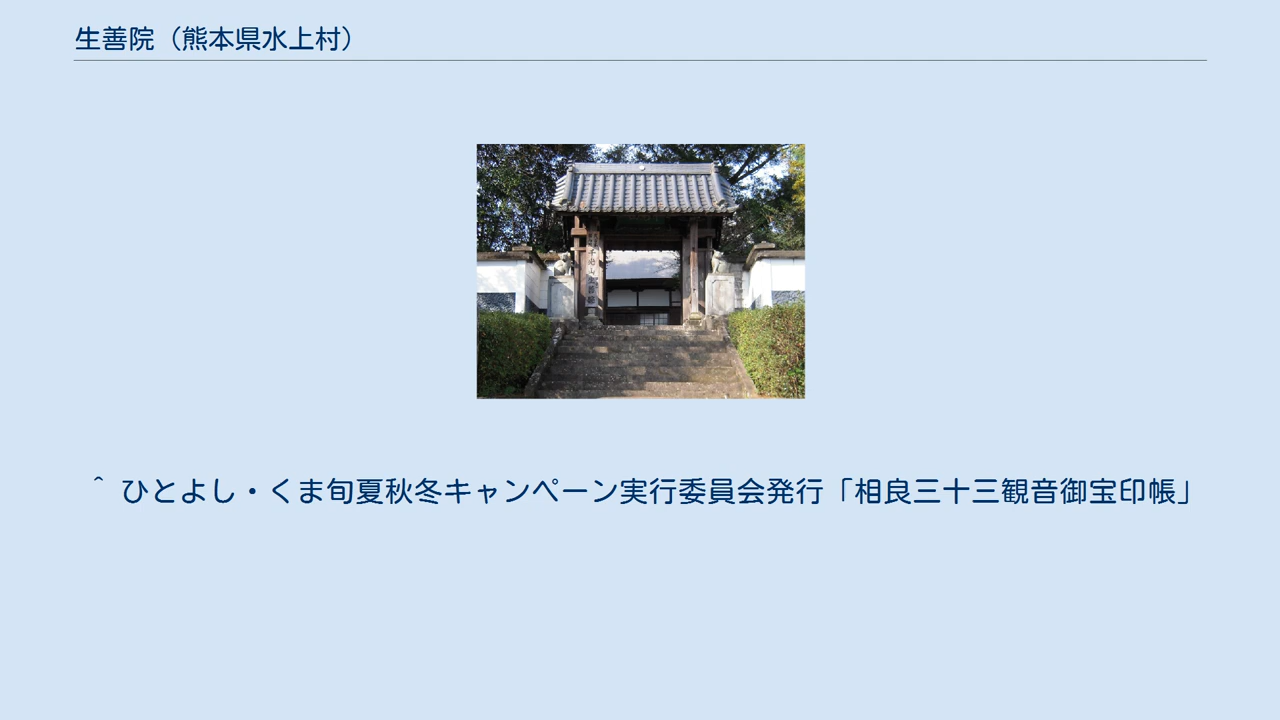 生善院（熊本県水上村）
^ ひとよし・くま旬夏秋冬キャンペーン実行委員会発行「相良三十三観音御宝印帳」